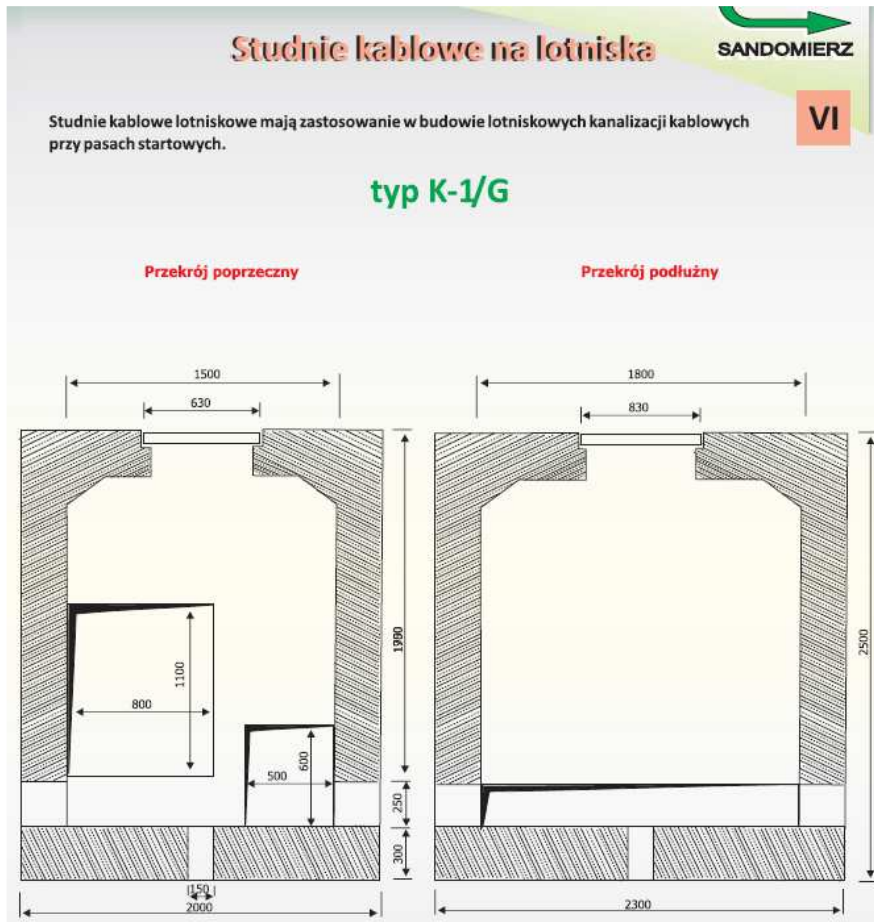 Studnie kablowe na lotniska
SANDOMIERZ
Studnie kablowe lotniskowe mają zastosowanie w budowie lotniskowych kanalizacji kablowych
przy pasach startowych.
VI
typ K-1/G
Przekrój poprzeczny
Przekrój podłużny
1500
630
1800
830
1100
800
600
500
250
300
150
2000
2500
2300